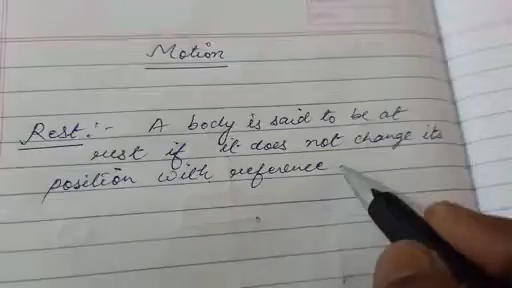 Motion
Rest :- A body is said to be at
rest if it does not change its
position with reference